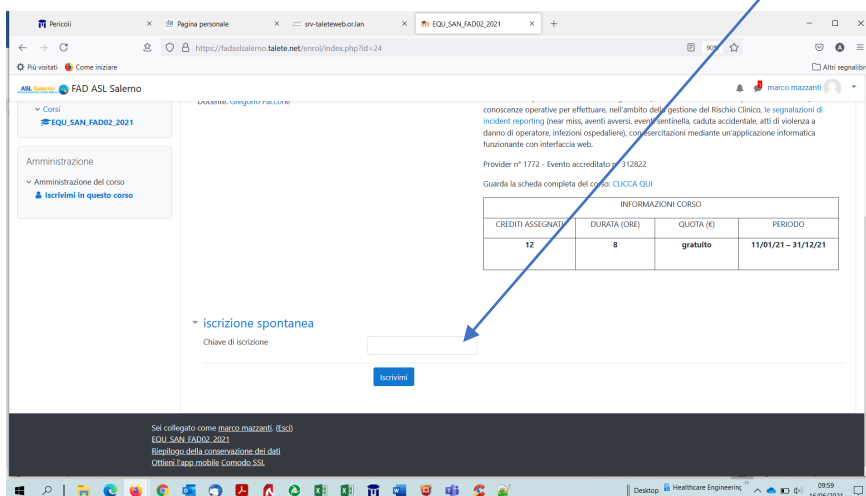 Pericoli
Pagina personale
srv-taleteweb.or.lan
EQU_SAN_FAD02_2021
https://fadaslsalerno.talete.net/enrol/index.php?id=24
90%
Più visitati
Come iniziare
Altri segnalibri
ASL Salerno
FAD ASL Salerno
marco mazzanti
Corsi
EQU_SAN_FAD02_2021
Amministrazione
Amministrazione del corso
Iscrivimi in questo corso
Docente: Gregorio Paccone
conoscenze operative per effettuare, nell'ambito della gestione del Rischio
Clinico, le segnalazioni di
incident reporting (near miss, aventi avversi, eventi sentinella, caduta accidentale, atti di violenza a
danno di operatore, infezioni ospedaliere), con esercitazioni mediante un'applicazione informatica
funzionante con interfaccia
web.
Provider n° 1772 - Evento accreditato n° 312822
Guarda la scheda completa del corso: CLICCA QUI
INFORMAZIONI CORSO
CREDITI ASSEGNATI DURATA (ORE) QUOTA (€) PERIODO
12 8 gratuito 11/01/21 – 31/12/21
iscrizione spontanea
Chiave di iscrizione
Iscrivimi
Sei collegato come marco mazzanti. (Esci)
EQU_SAN_FAD02_2021
Riepilogo della conservazione dei dati
Ottieni l'app mobile Comodo SSL
Desktop
Healthcare Engineering
09:59
16/06/2021